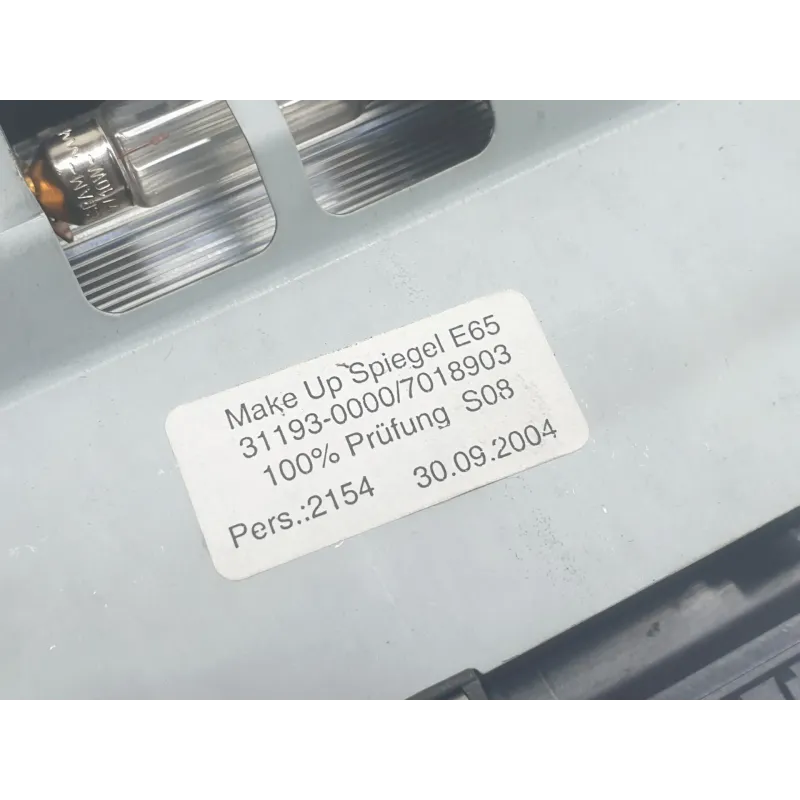 Make Up Spiegel E65
31193-0000/7018903
100% Prüfung S08
Pers.:2154 30.09.2004